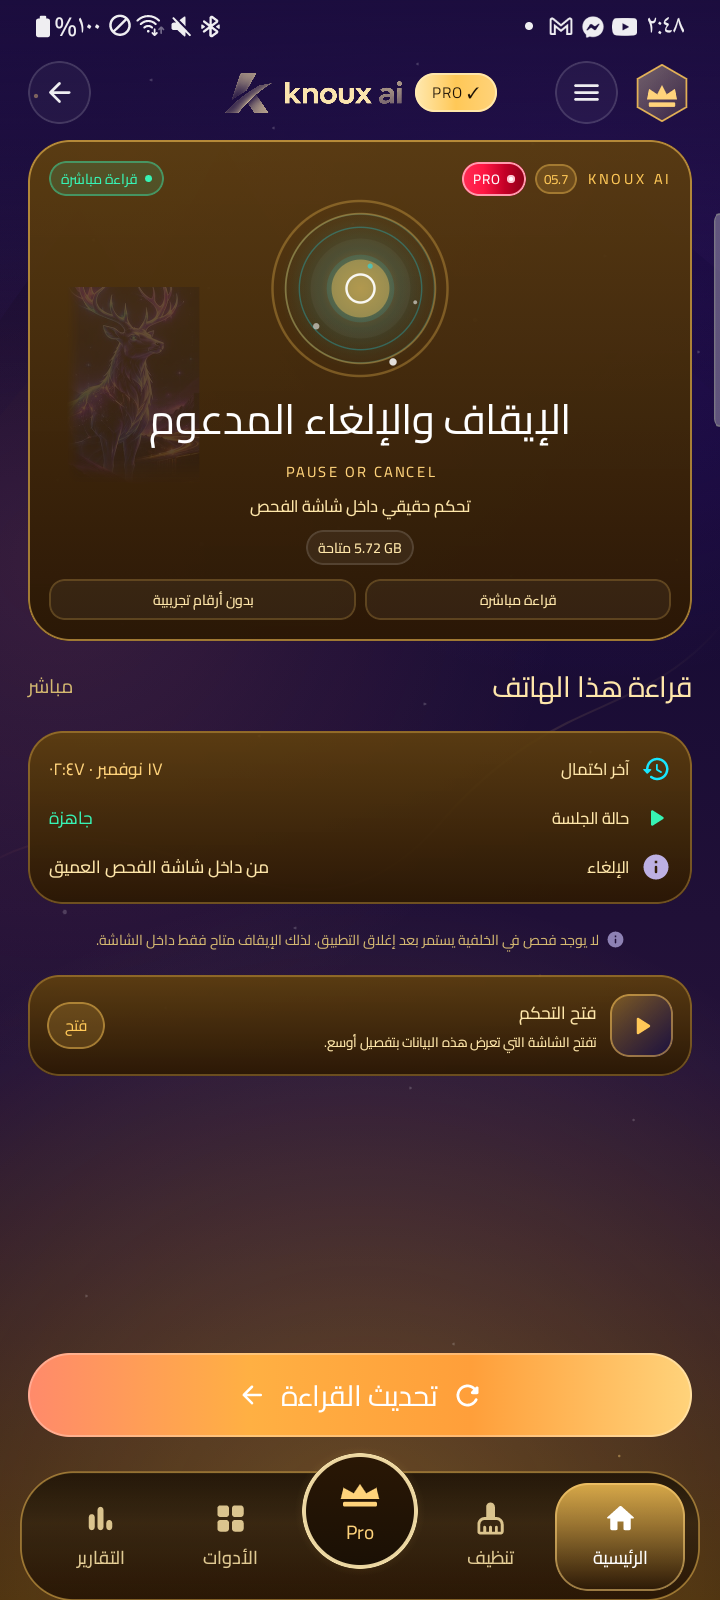 ٢:٤٨
%١٠٠
knoux ai
PRO ✓
KNOUX AI
05.7
PRO
قراءة مباشرة
الإيقاف والإلغاء المدعوم
PAUSE OR CANCEL
تحكم حقيقي داخل شاشة الفحص
5.72 GB متاحة
قراءة مباشرة
بدون أرقام تجريبية
قراءة هذا الهاتف
مباشر
آخر اكتمال
١٧ نوفمبر · ٠٢:٤٧
حالة الجلسة
جاهزة
الإلغاء
من داخل شاشة الفحص العميق
لا يوجد فحص في الخلفية يستمر بعد إغلاق التطبيق. لذلك الإيقاف متاح فقط داخل الشاشة.
فتح التحكم
تفتح الشاشة التي تعرض هذه البيانات بتفصيل أوسع.
فتح
تحديث القراءة
الرئيسية
تنظيف
Pro
الأدوات
التقارير